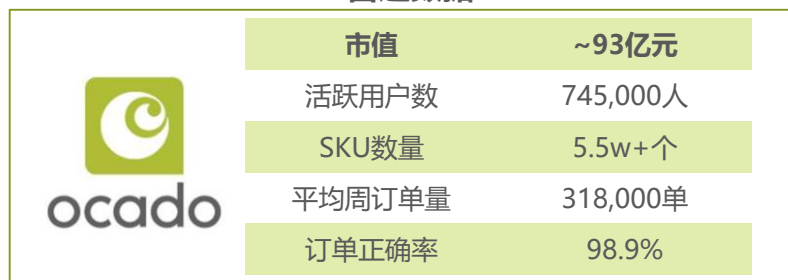 市值 ~93亿元
活跃用户数 745,000人
SKU数量 5.5w+个
平均周订单量 318,000单
订单正确率 98.9%
ocado